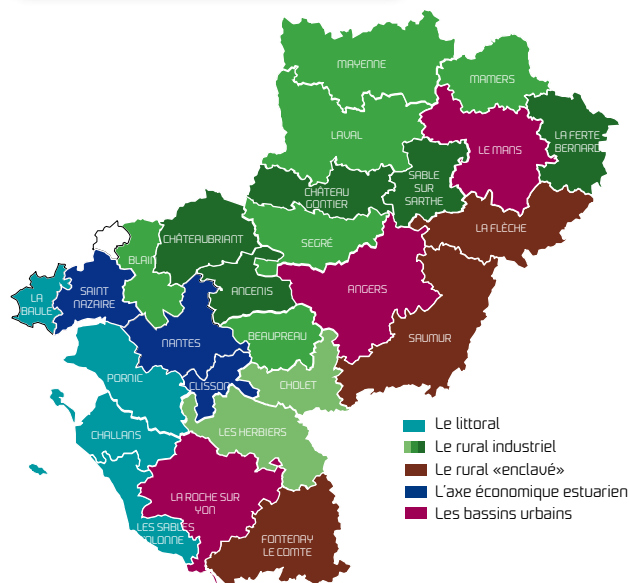 MAYENNE
MAMERS
LAVAL
LE MANS
LA FERTE
BERNARD
CHÂTEAU
GONTIER
SABLE
SUR
SARTHE
LA FLÈCHE
CHÂTEAUBRIANT
SEGRÉ
BLAIN
LA
BAULE
SAINT
NAZAIRE
ANCENIS
ANGERS
NANTES
BEAUPREAU
SAUMUR
PORNIC
CLISSON
CHOLET
CHALLANS
LES HERBIERS
LA ROCHE SUR
YON
LES SABLES
OLONNE
FONTENAY
LE COMTE
Le littoral
Le rural industriel
Le rural «enclavé»
L'axe économique estuarien
Les bassins urbains